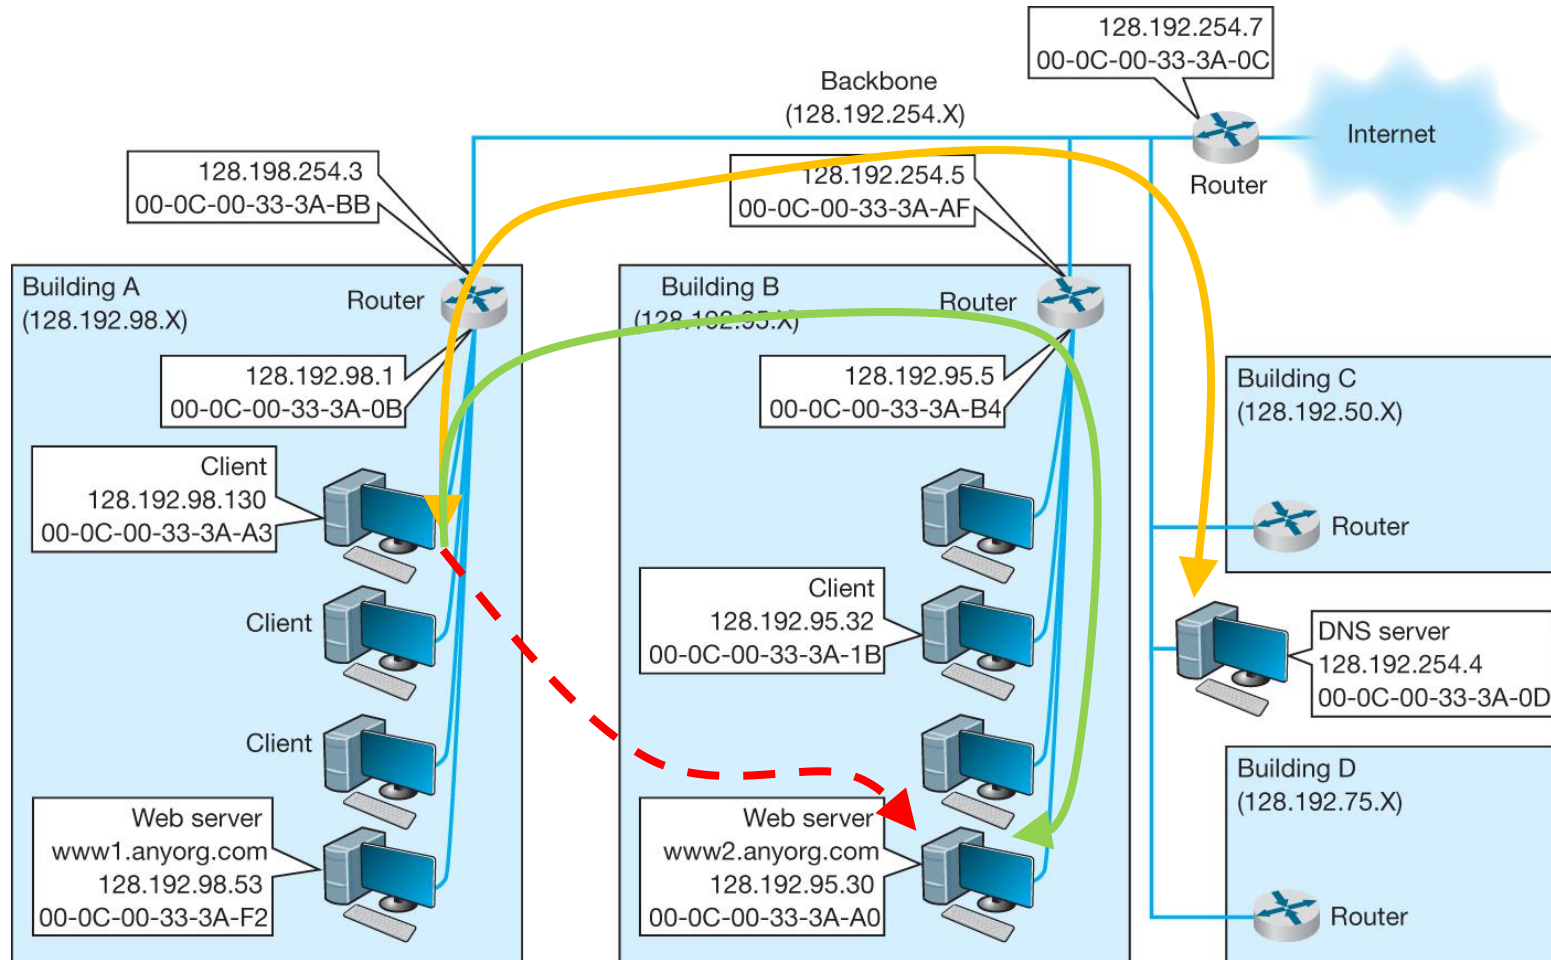 128.192.254.7
00-0C-00-33-3A-0C
Backbone
(128.192.254.X)
Internet
Router
128.198.254.3
00-0C-00-33-3A-BB
128.192.254.5
00-0C-00-33-3A-AF
Building A
(128.192.98.X)
Router
128.192.98.1
00-0C-00-33-3A-0B
Client
128.192.98.130
00-0C-00-33-3A-A3
Client
Client
Web server
www1.anyorg.com
128.192.98.53
00-0C-00-33-3A-F2
Building B
(128.192.95.X)
Router
128.192.95.5
00-0C-00-33-3A-B4
Client
128.192.95.32
00-0C-00-33-3A-1B
Web server
www2.anyorg.com
128.192.95.30
00-0C-00-33-3A-A0
Building C
(128.192.50.X)
Router
DNS server
128.192.254.4
00-0C-00-33-3A-0D
Building D
(128.192.75.X)
Router